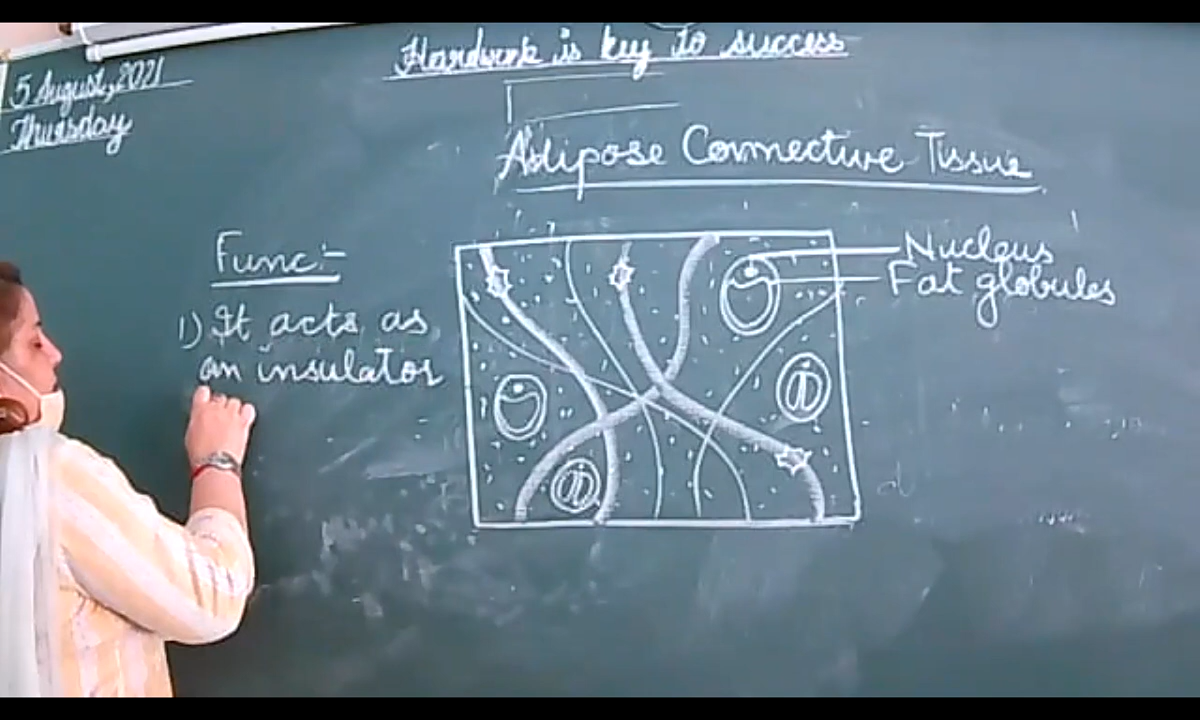 Hardwork is key to success
5 August, 2021
Thursday
Adipose Connective Tissue
Func:-
1) It acts as
an insulator
Nucleus
Fat globules